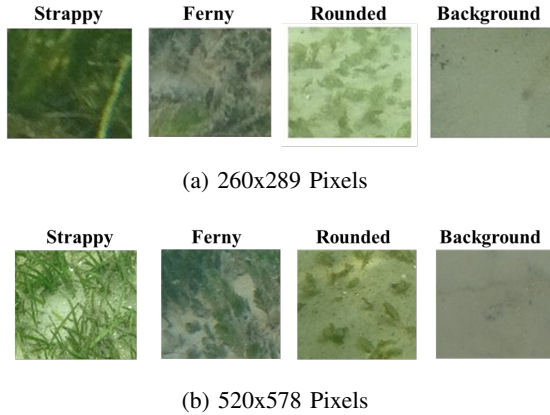 Strappy Ferny Rounded Background
(a) 260x289 Pixels
Strappy Ferny Rounded Background
(b) 520x578 Pixels